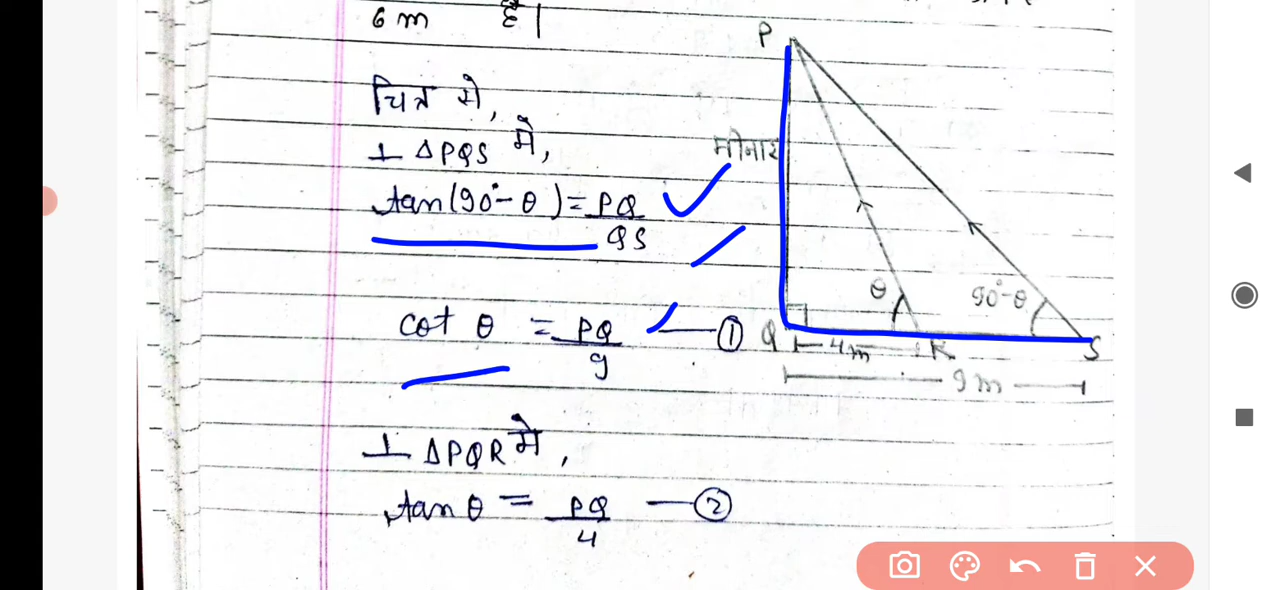 6 m है।
चित्र में,
⊥ ΔPQS में,
tan(90°-θ) = PQ/QS
cot θ = PQ/9 — ①
⊥ ΔPQR में,
tan θ = PQ/4 — ②
P
मीनार
θ
90°-θ
Q
4m
R
S
9 m